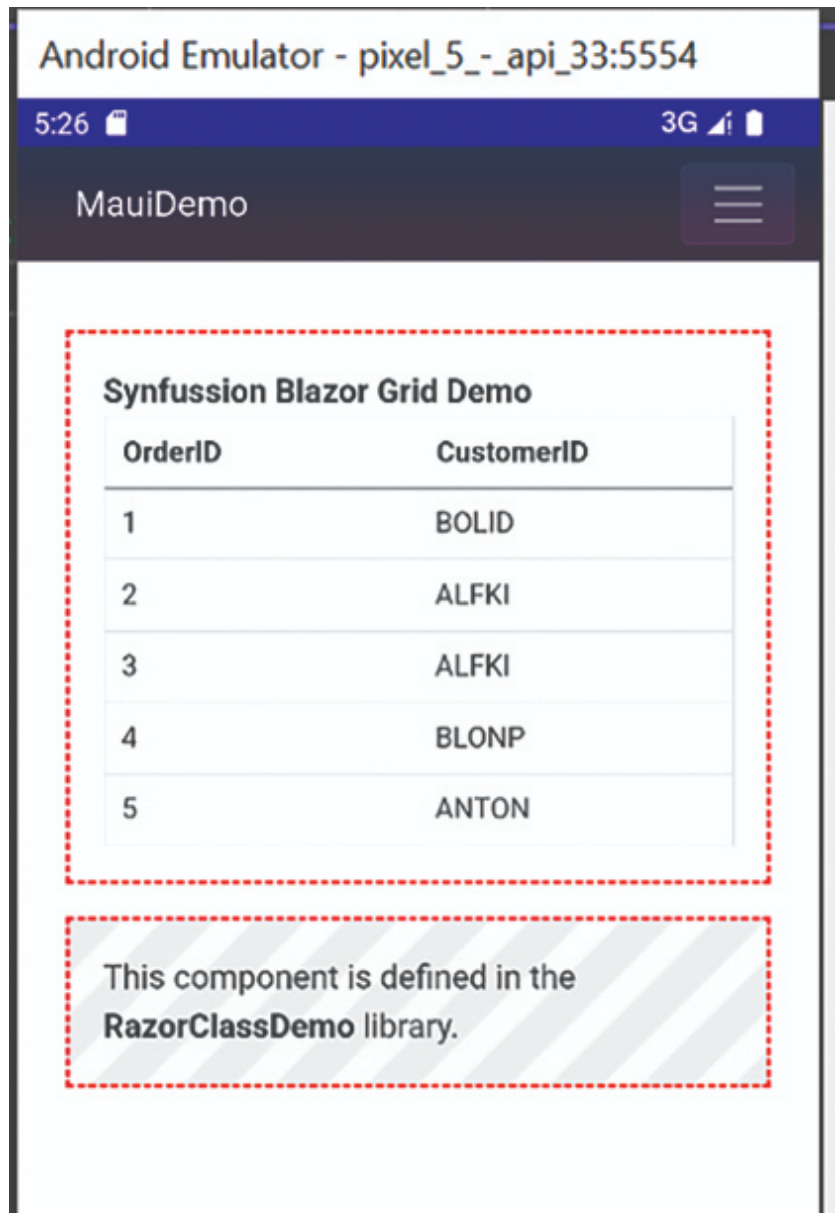 Android Emulator - pixel_5_-_api_33:5554
5:26 3G
MauiDemo
Synfussion Blazor Grid Demo
OrderID CustomerID
1 BOLID
2 ALFKI
3 ALFKI
4 BLONP
5 ANTON
This component is defined in the
RazorClassDemo library.